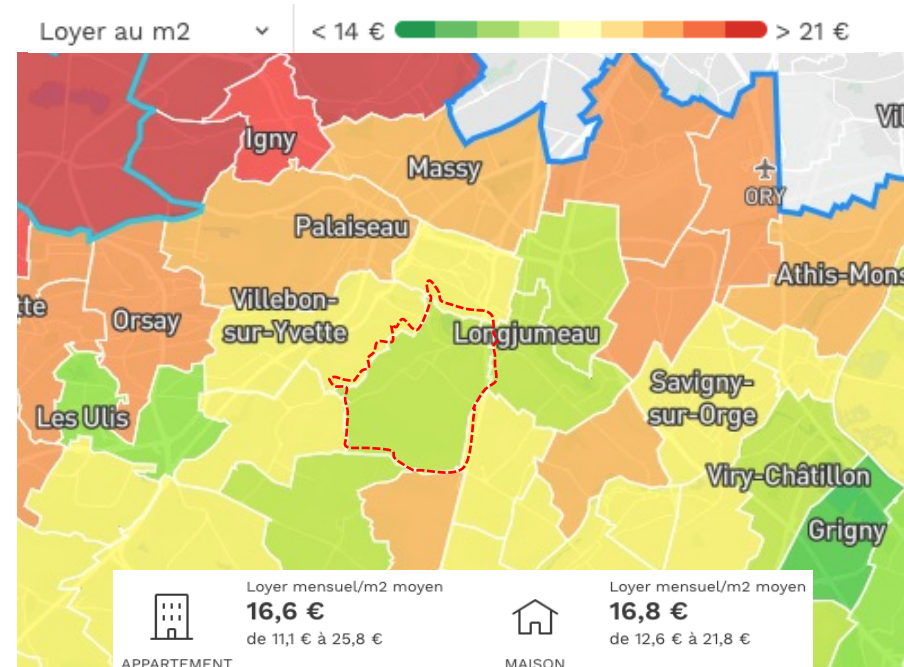 Loyer au m2
< 14 €
> 21 €
Igny
Vil
Massy
ORY
Palaiseau
Athis-Mons
tte
Orsay
Villebon-
sur-Yvette
Longjumeau
Les Ulis
Savigny-
sur-Orge
Viry-Châtillon
Grigny
Loyer mensuel/m2 moyen
16,6 €
de 11,1 € à 25,8 €
APPARTEMENT
Loyer mensuel/m2 moyen
16,8 €
de 12,6 € à 21,8 €
MAISON